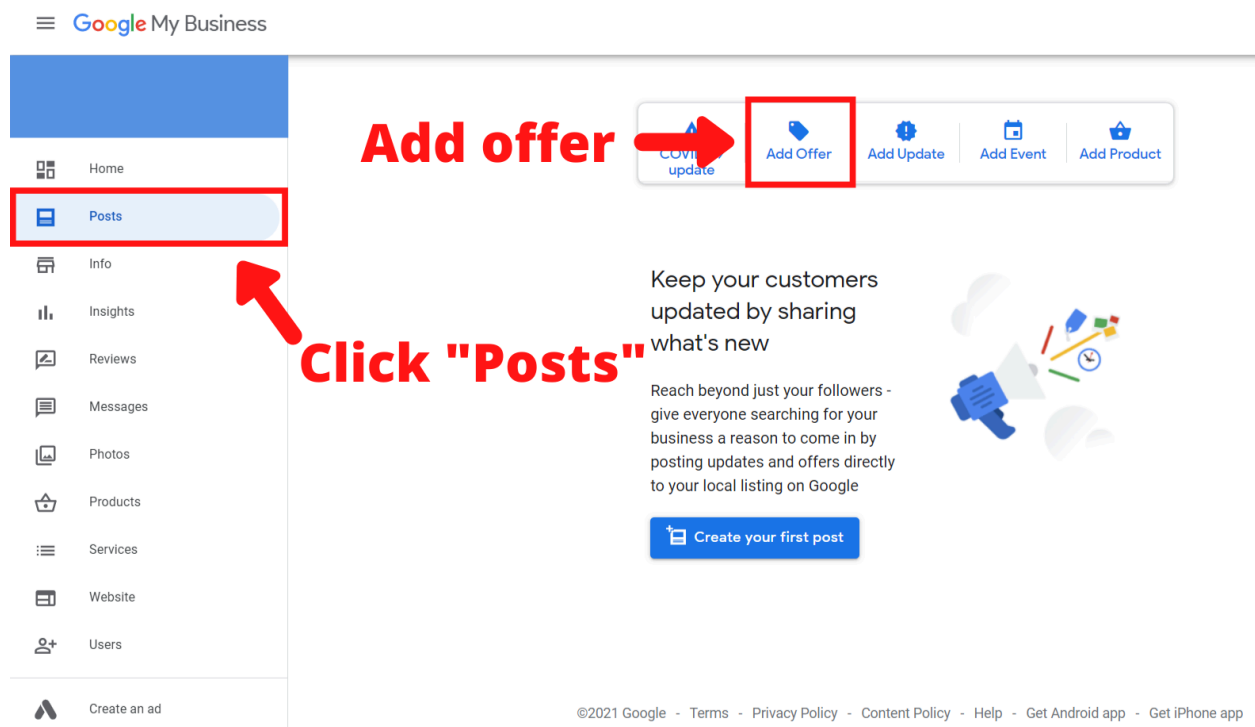 Google My Business
Add offer
update
Add Offer
Add Update
Add Event
Add Product
Home
Posts
Info
Insights
Reviews
Messages
Photos
Products
Services
Website
Users
Create an ad
Click "Posts"
Keep your customers
updated by sharing
what's new
Reach beyond just your followers -
give everyone searching for your
business a reason to come in by
posting updates and offers directly
to your local listing on Google
Create your first post
©2021 Google - Terms - Privacy Policy - Content Policy - Help - Get Android app - Get iPhone app